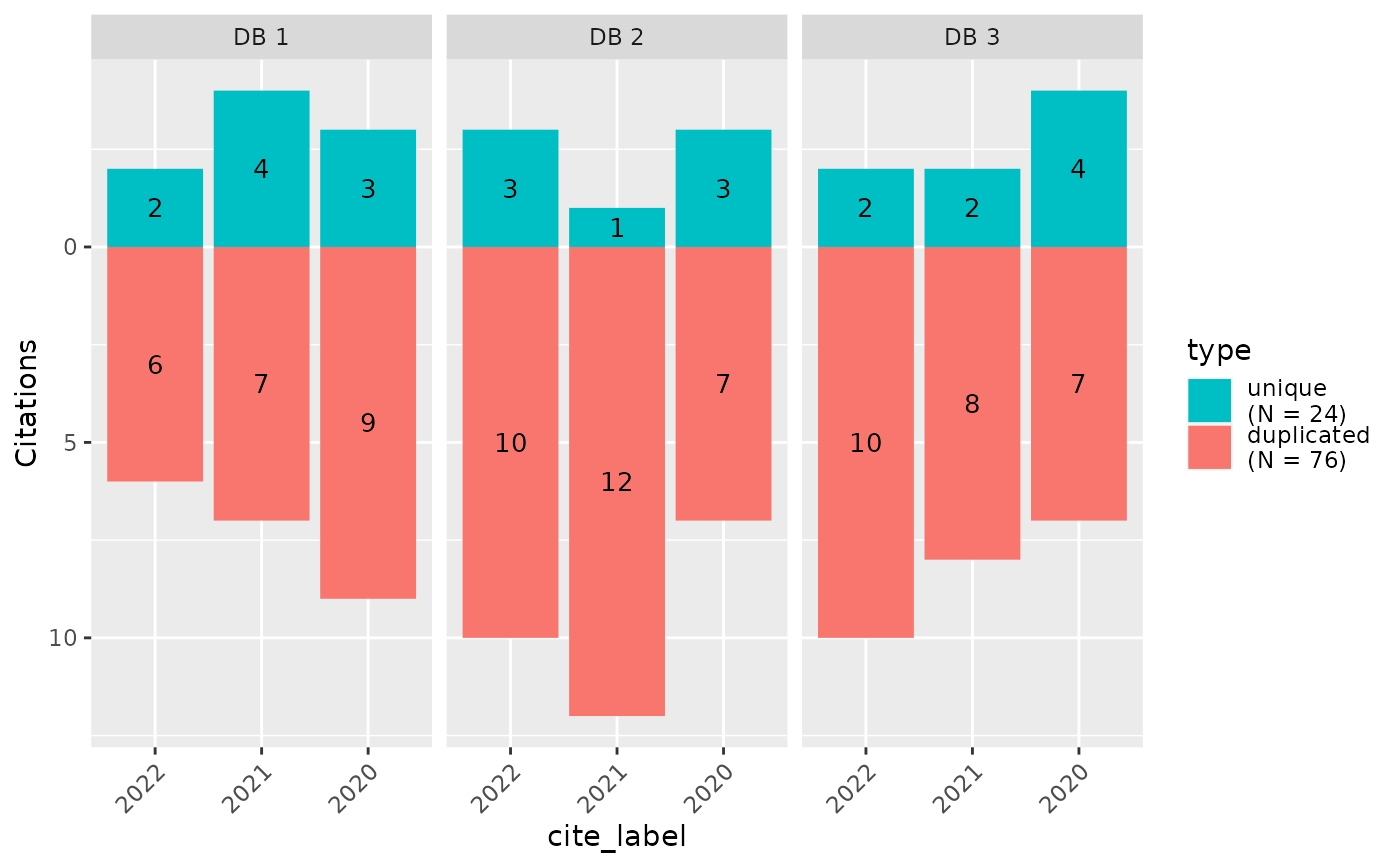 DB 1 DB 2 DB 3
2 4 3 3 1 3 2 2 4
6 7 9 10 12 7 10 8 7
0
5
10
Citations
2022 2021 2020 2022 2021 2020 2022 2021 2020
cite_label
type
unique
(N = 24)
duplicated
(N = 76)